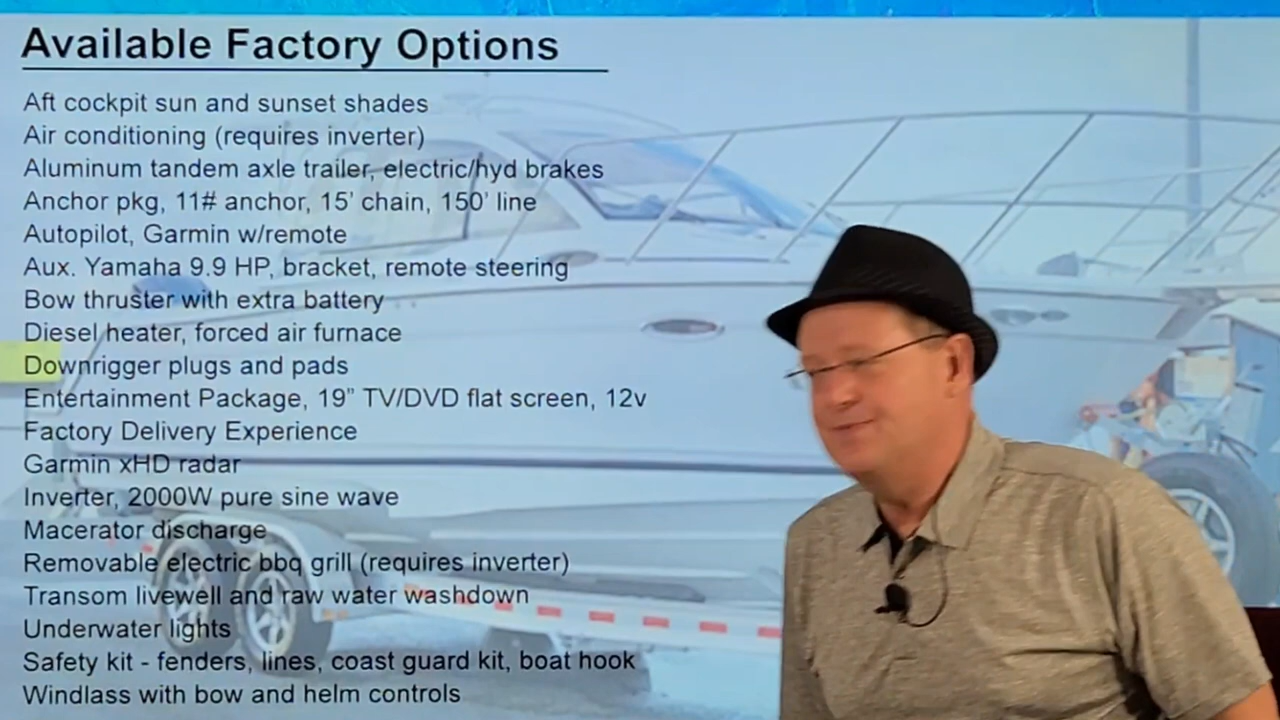 Available Factory Options
Aft cockpit sun and sunset shades
Air conditioning (requires inverter)
Aluminum tandem axle trailer, electric/hyd brakes
Anchor pkg, 11# anchor, 15' chain, 150' line
Autopilot, Garmin w/remote
Aux. Yamaha 9.9 HP, bracket, remote steering
Bow thruster with extra battery
Diesel heater, forced air furnace
Downrigger plugs and pads
Entertainment Package, 19” TV/DVD flat screen, 12v
Factory Delivery Experience
Garmin xHD radar
Inverter, 2000W pure sine wave
Macerator discharge
Removable electric bbq grill (requires inverter)
Transom livewell and raw water washdown
Underwater lights
Safety kit - fenders, lines, coast guard kit, boat hook
Windlass with bow and helm controls